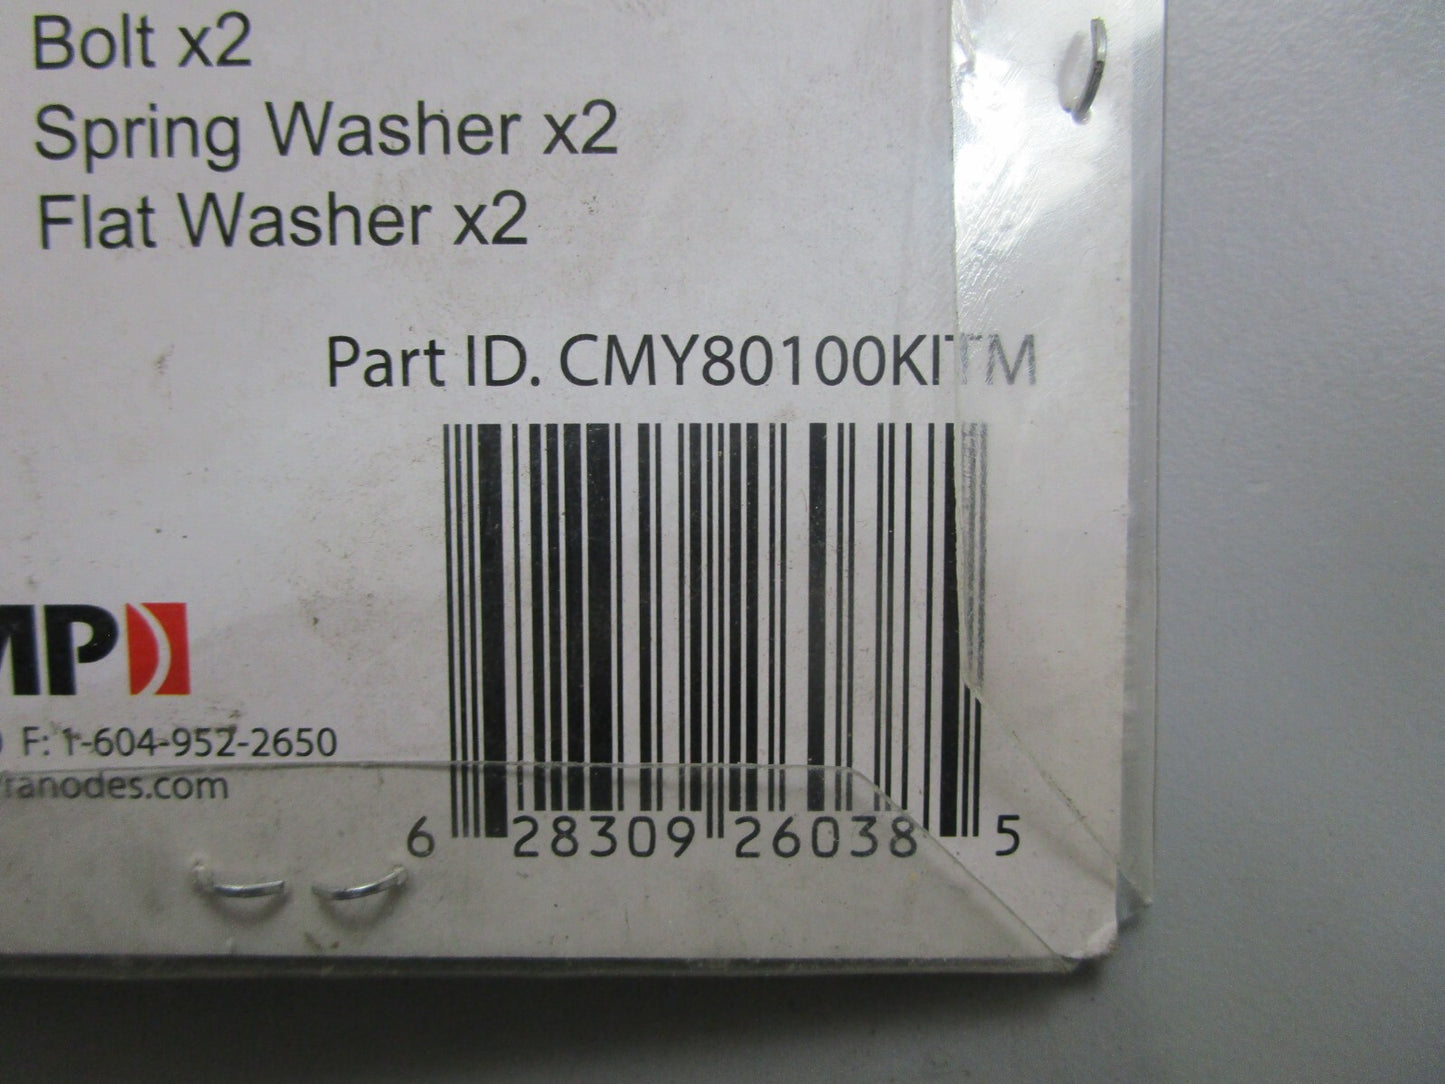 Bolt x2
Spring Washer x2
Flat Washer x2
Part ID. CMY80100KITM
MP
F: 1-604-952-2650
ranodes.com
6 28309 26038 5